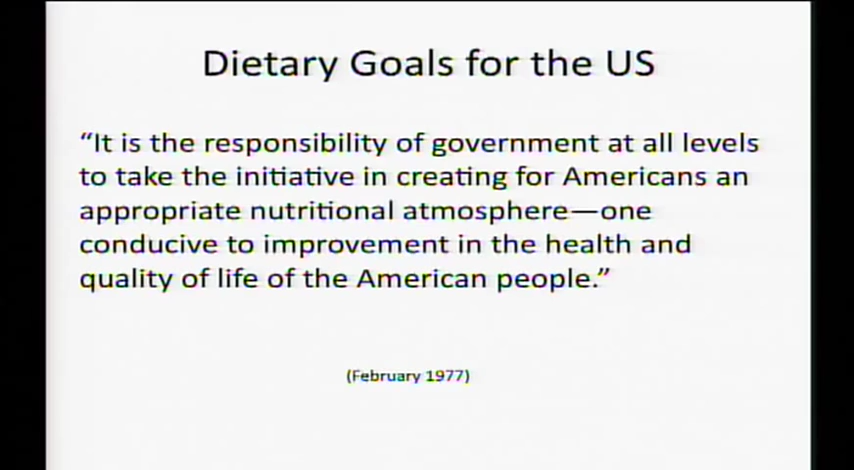 Dietary Goals for the US
“It is the responsibility of government at all levels
to take the initiative in creating for Americans an
appropriate nutritional atmosphere—one
conducive to improvement in the health and
quality of life of the American people.”
(February 1977)